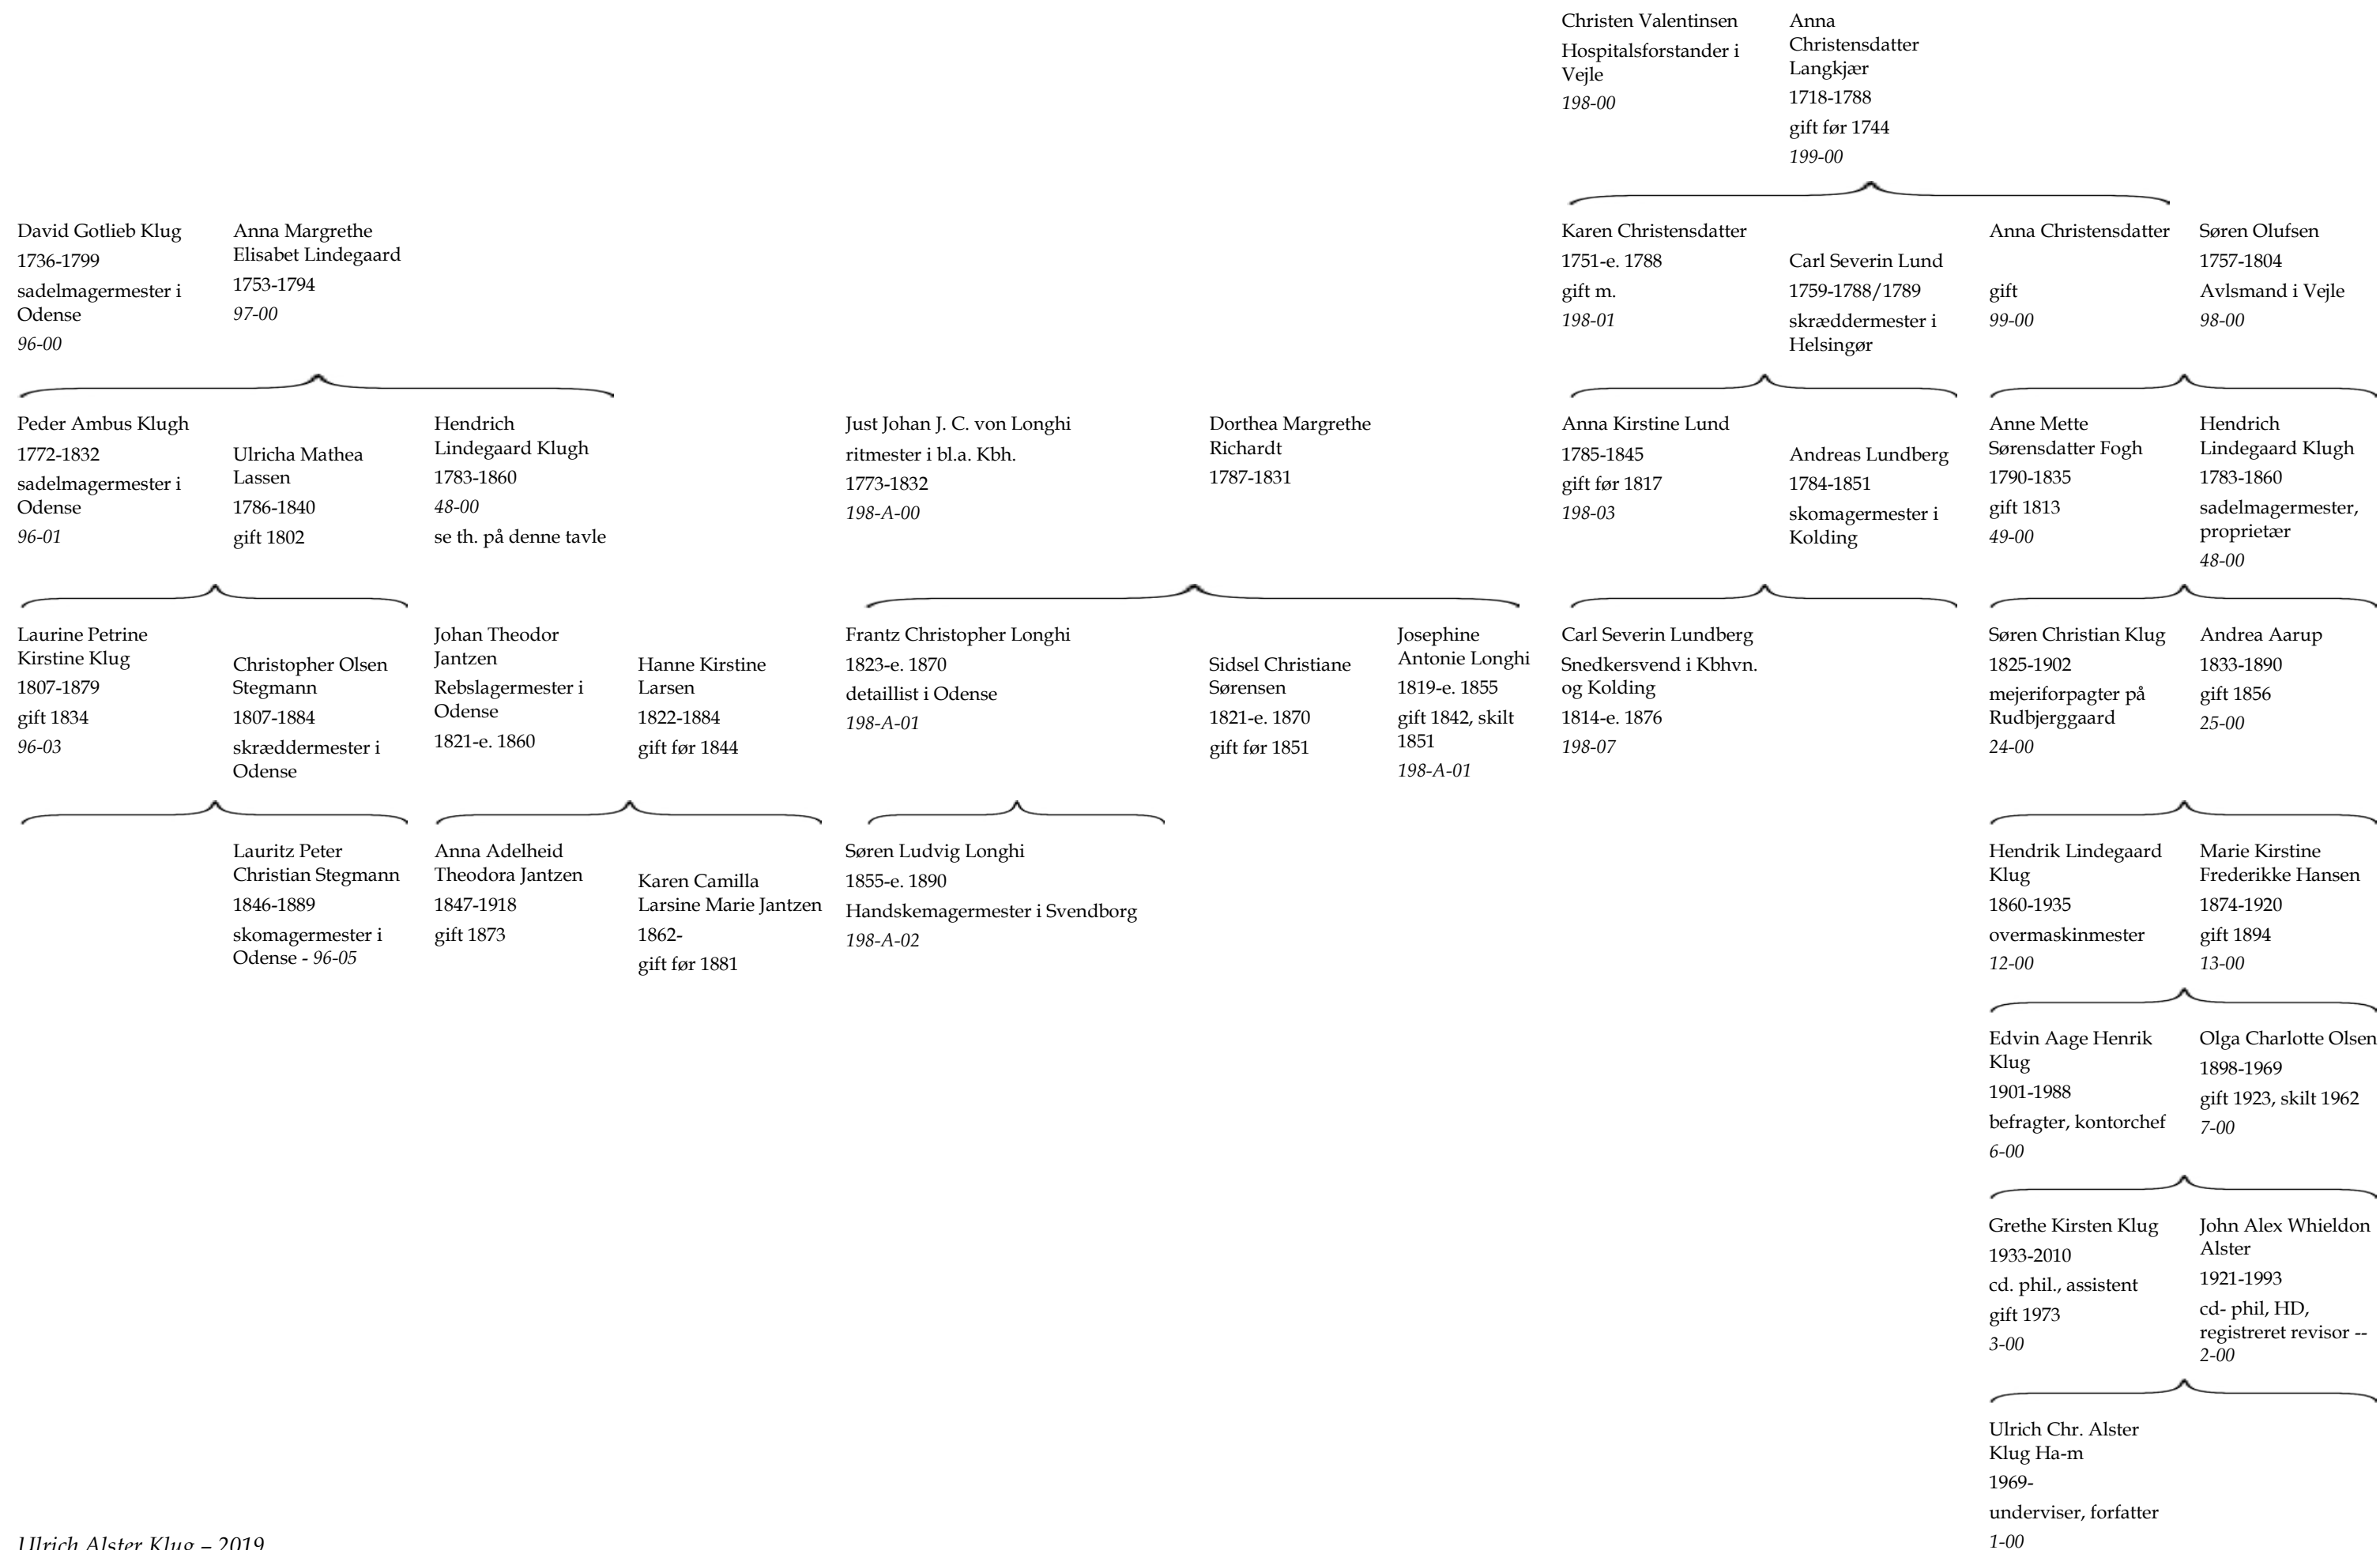 Christen Valentinsen
Hospitalsforstander i
Vejle
198-00
Anna
Christensdatter
Langkjær
1718-1788
gift før 1744
199-00
David Gotlieb Klug
1736-1799
sadelmagermester i
Odense
96-00
Anna Margrethe
Elisabet Lindegaard
1753-1794
97-00
Karen Christensdatter
1751-e. 1788
gift m.
198-01
Carl Severin Lund
1759-1788/1789
skræddermester i
Helsingør
Anna Christensdatter
gift
99-00
Søren Olufsen
1757-1804
Avlsmand i Vejle
98-00
Peder Ambus Klugh
1772-1832
sadelmagermester i
Odense
96-01
Ulricha Mathea
Lassen
1786-1840
gift 1802
Hendrich
Lindegaard Klugh
1783-1860
48-00
se th. på denne tavle
Just Johan J. C. von Longhi
ritmester i bl.a. Kbh.
1773-1832
198-A-00
Dorthea Margrethe
Richardt
1787-1831
Anna Kirstine Lund
1785-1845
gift før 1817
198-03
Andreas Lundberg
1784-1851
skomagermester i
Kolding
Anne Mette
Sørensdatter Fogh
1790-1835
gift 1813
49-00
Hendrich
Lindegaard Klugh
1783-1860
sadelmagermester,
proprietær
48-00
Laurine Petrine
Kirstine Klug
1807-1879
gift 1834
96-03
Christopher Olsen
Stegmann
1807-1884
skræddermester i
Odense
Johan Theodor
Jantzen
Rebslagermester i
Odense
1821-e. 1860
Hanne Kirstine
Larsen
1822-1884
gift før 1844
Frantz Christopher Longhi
1823-e. 1870
detaillist i Odense
198-A-01
Sidsel Christiane
Sørensen
1821-e. 1870
gift før 1851
Josephine
Antonie Longhi
1819-e. 1855
gift 1842, skilt
1851
198-A-01
Carl Severin Lundberg
Snedkersvend i Kbhvn.
og Kolding
1814-e. 1876
198-07
Søren Christian Klug
1825-1902
mejeriforpagter på
Rudbjerggaard
24-00
Andrea Aarup
1833-1890
gift 1856
25-00
Lauritz Peter
Christian Stegmann
1846-1889
skomagermester i
Odense - 96-05
Anna Adelheid
Theodora Jantzen
1847-1918
gift 1873
Karen Camilla
Larsine Marie Jantzen
1862-
gift før 1881
Søren Ludvig Longhi
1855-e. 1890
Handskemagermester i Svendborg
198-A-02
Hendrik Lindegaard
Klug
1860-1935
overmaskinmester
12-00
Marie Kirstine
Frederikke Hansen
1874-1920
gift 1894
13-00
Edvin Aage Henrik
Klug
1901-1988
befragter, kontorchef
6-00
Olga Charlotte Olsen
1898-1969
gift 1923, skilt 1962
7-00
Grethe Kirsten Klug
1933-2010
cd. phil., assistent
gift 1973
3-00
John Alex Whieldon
Alster
1921-1993
cd- phil, HD,
registreret revisor --
2-00
Ulrich Chr. Alster
Klug Ha-m
1969-
underviser, forfatter
1-00
Ulrich Alster Klug – 2019